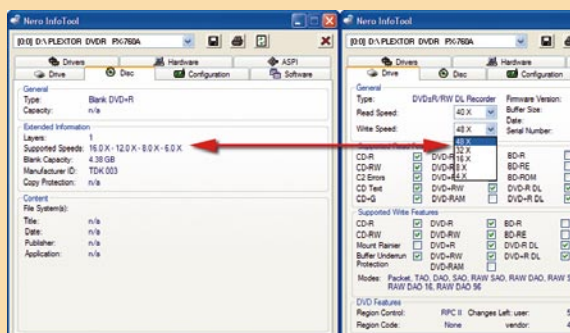 Nero InfoTool
[0:0] D:\ PLEXTOR DVDR PX-760A
Drivers
Hardware
ASPI
Drive
Disc
Configuration
Software
General
Type: Blank DVD+R
Capacity: n/a
Extended Information
Layers: 1
Supported Speeds: 16.0 X - 12.0 X - 8.0 X - 6.0 X
Blank Capacity: 4.38 GB
Manufacturer ID: TDK 003
Copy Protection: n/a
Content
File System(s):
Title: n/a
Date: n/a
Publisher: n/a
Application: n/a
Nero InfoTool
[0:0] D:\ PLEXTOR DVDR PX-760A
Drivers
Hardware
Drive
Disc
Configuration
General
Type: DVD±R/RW DL Recorder Firmware Version:
Read Speed: 40 X Buffer Size:
Date:
Write Speed: 48 X Serial Number:
48 X
32 X
16 X
8 X
4 X
Supported Read
CD-R DVD-R BD-R
CD-RW DVD-R BD-RE
C2 Errors DVD+R BD-ROM
CD Text DVD+RW DVD-R DL
CD+G DVD-RAM DVD+R DL
Supported Write Features
CD-R DVD-R BD-R
CD-RW DVD-RW BD-RE
Mount Rainier DVD+R DVD-R DL
Buffer Underrun Protection DVD+RW DVD+R DL
DVD-RAM
Modes: Packet, TAO, DAO, SAO, RAW SAO, RAW DAO, RAW
RAW DAO 16, RAW DAO 96
DVD Features
Region Control: RPC II Changes Left: user: 5
Region Code: None vendor: 4